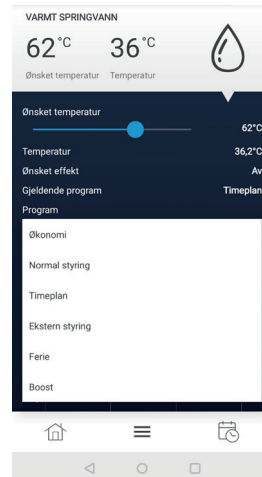 VARMT SPRINGVANN
62°C 36°C
Ønsket temperatur Temperatur
Ønsket temperatur
62°C
Temperatur 36,2°C
Ønsket effekt Av
Gjeldende program Timeplan
Program
Økonomi
Normal styring
Timeplan
Ekstern styring
Ferie
Boost